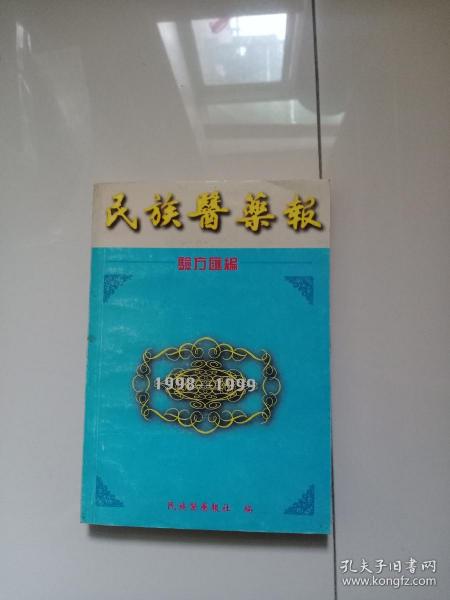 民族醫藥報
驗方匯編
1998--1999
民族醫藥報社 編
孔夫子旧书网
www.kongfz.com